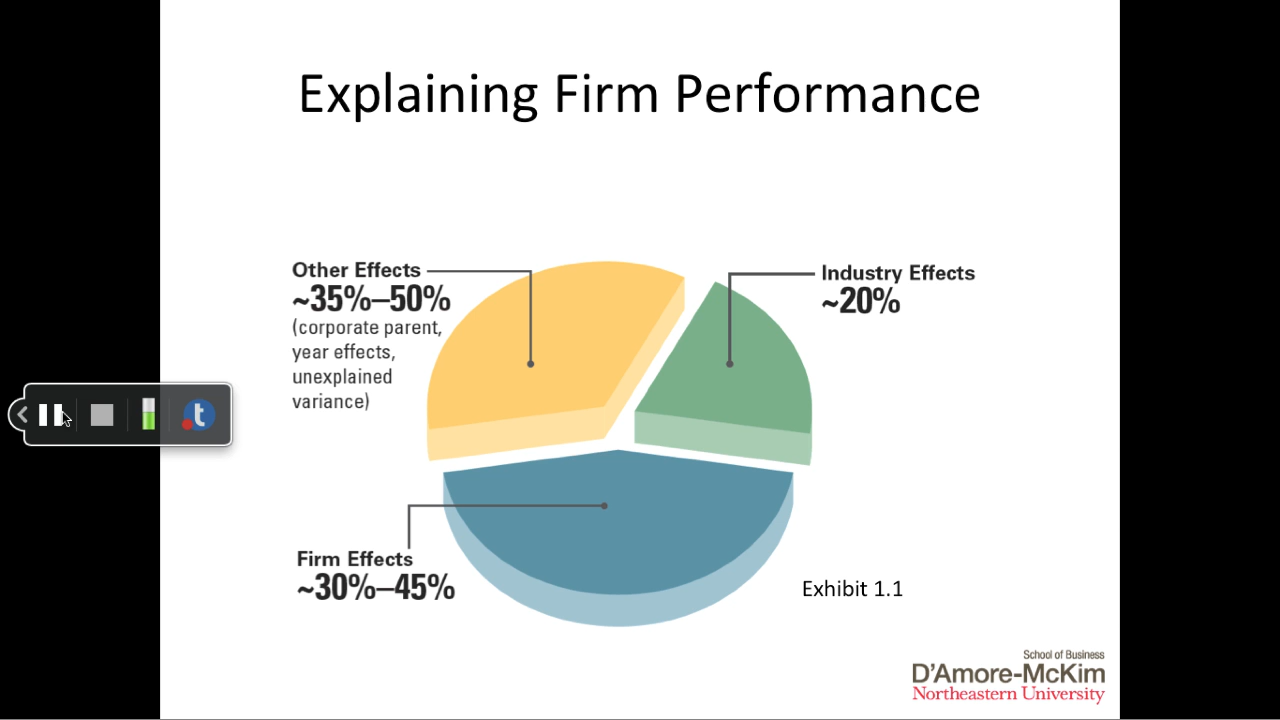 Explaining Firm Performance
Other Effects
~35%–50%
(corporate parent,
year effects,
unexplained
variance)
Industry Effects
~20%
Firm Effects
~30%–45%
Exhibit 1.1
t
School of Business
D'Amore-McKim
Northeastern University